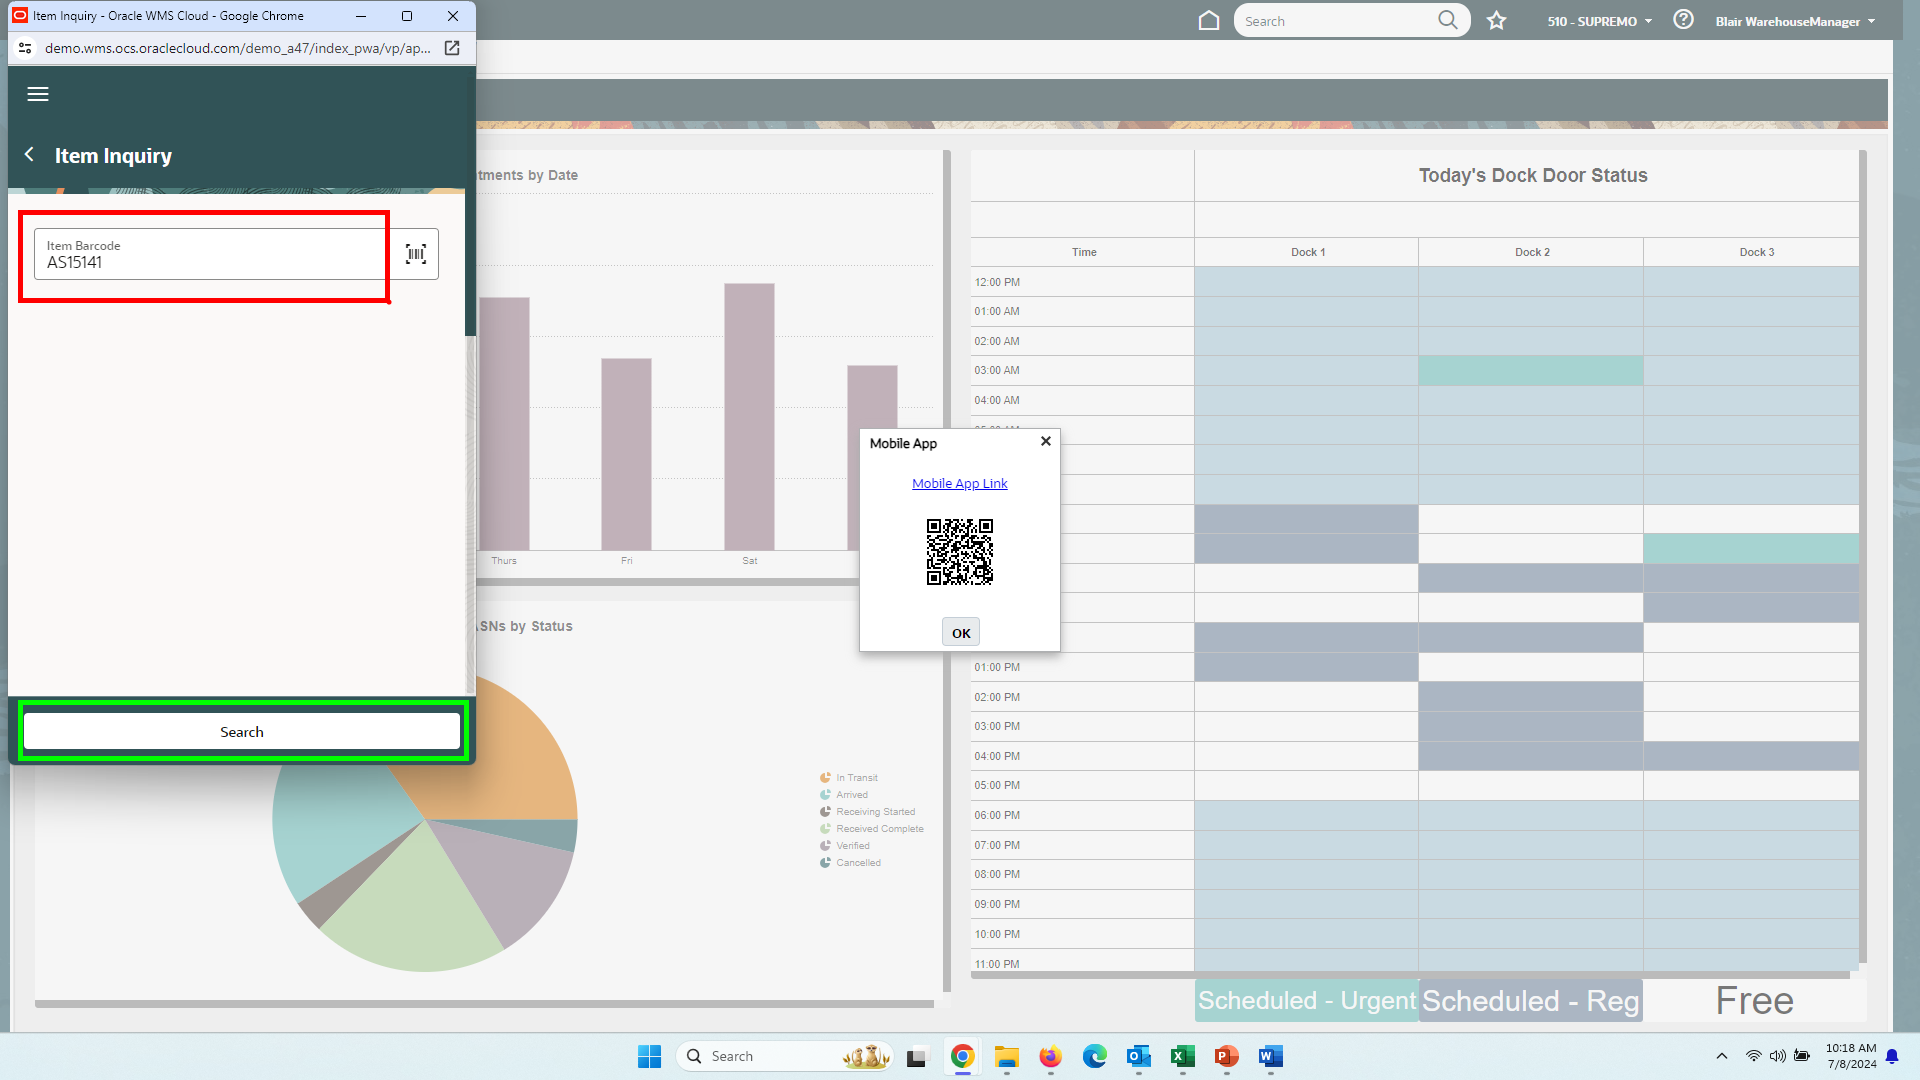 Item Inquiry - Oracle WMS Cloud - Google Chrome
demo.wms.ocs.oraclecloud.com/demo_a47/index_pwa/vp/ap...
Search
510 - SUPREMO
Blair WarehouseManager
Item Inquiry
Item Barcode
AS15141
Search
tments by Date
Thurs
Fri
Sat
SNs by Status
In Transit
Arrived
Receiving Started
Received Complete
Verified
Cancelled
Mobile App
Mobile App Link
OK
Today's Dock Door Status
Time
Dock 1
Dock 2
Dock 3
12:00 PM
01:00 AM
02:00 AM
03:00 AM
04:00 AM
01:00 PM
02:00 PM
03:00 PM
04:00 PM
05:00 PM
06:00 PM
07:00 PM
08:00 PM
09:00 PM
10:00 PM
11:00 PM
Scheduled - Urgent
Scheduled - Reg
Free
Search
10:18 AM
7/8/2024